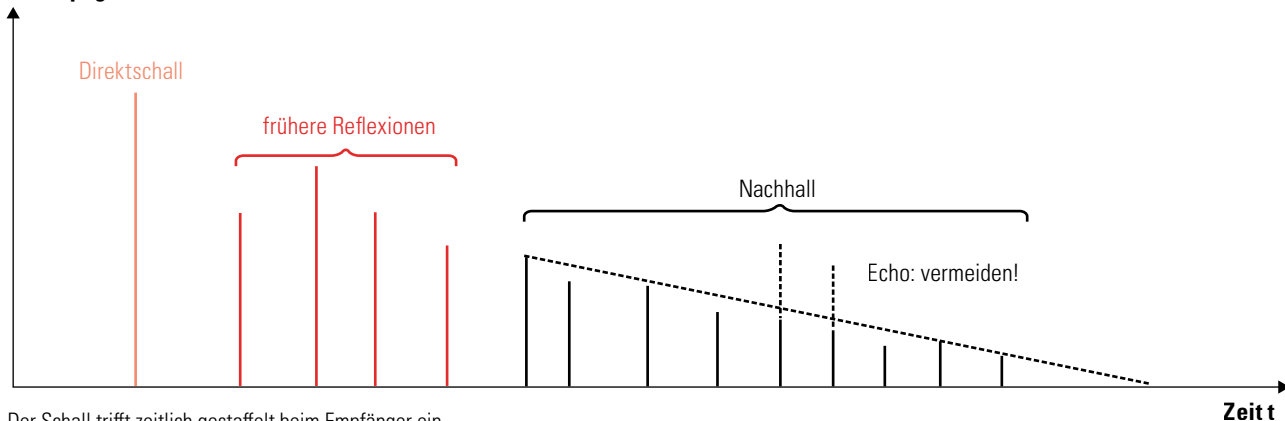 Direktschall
frühere Reflexionen
Nachhall
Echo: vermeiden!
Zeit t
Der Schall trifft zeitlich gestaffelt beim Empfänger ein